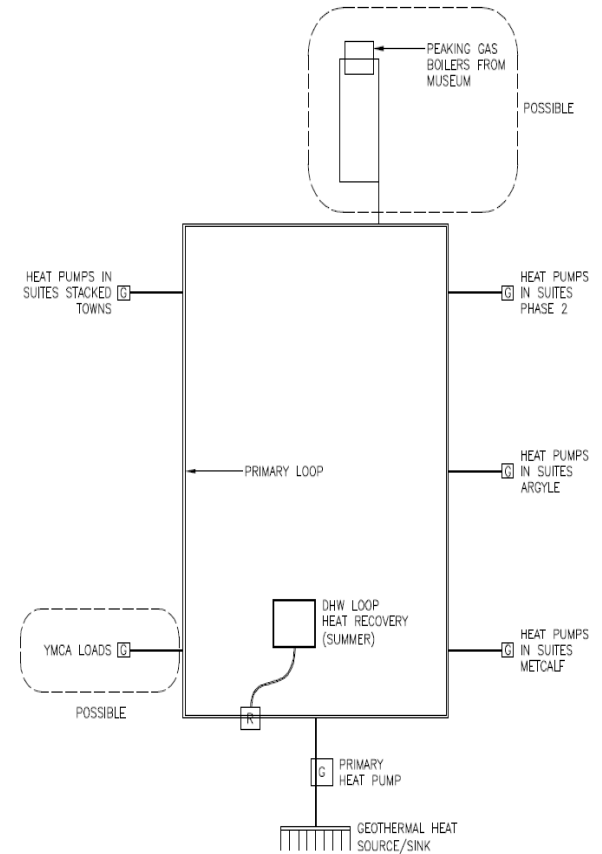 PEAKING GAS
BOILERS FROM
MUSEUM
POSSIBLE
HEAT PUMPS IN
SUITES STACKED
TOWNS
G
G
HEAT PUMPS
IN SUITES
PHASE 2
PRIMARY LOOP
G
HEAT PUMPS
IN SUITES
ARGYLE
DHW LOOP
HEAT RECOVERY
(SUMMER)
YMCA LOADS G
POSSIBLE
G
HEAT PUMPS
IN SUITES
METCALF
R
G
PRIMARY
HEAT PUMP
GEOTHERMAL HEAT
SOURCE/SINK